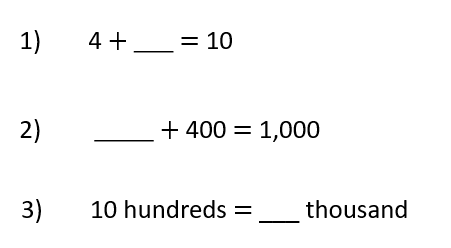 1) 4 + ___ = 10
2) _____ + 400 = 1,000
3) 10 hundreds = ___ thousand